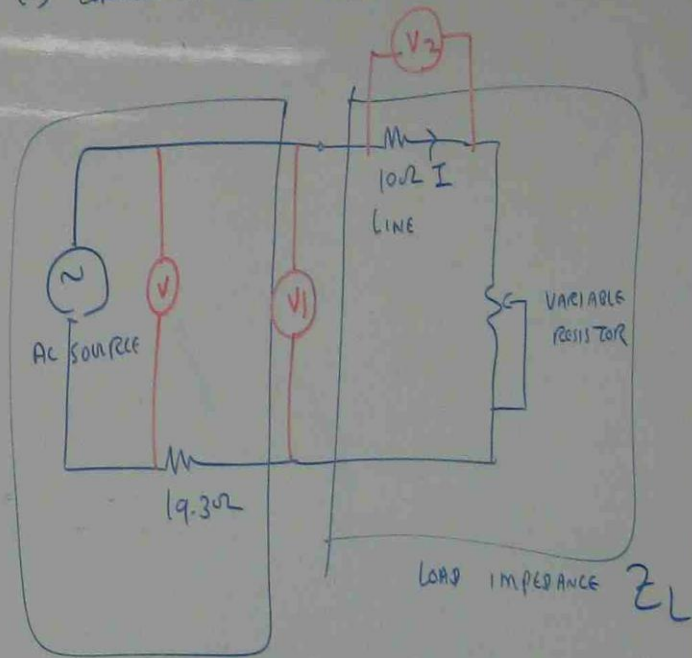 V2
10Ω I
LINE
~
V
V1
VARIABLE
RESISTOR
AC SOURCE
19.3Ω
LOAD IMPEDANCE ZL